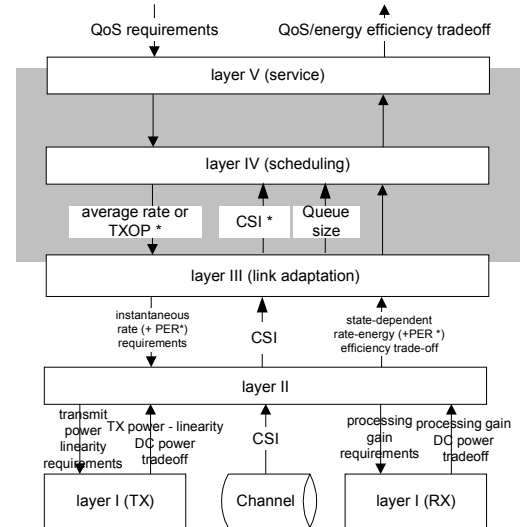 QoS requirements
QoS/energy efficiency tradeoff
layer V (service)
layer IV (scheduling)
average rate or
TXOP *
CSI *
Queue
size
layer III (link adaptation)
instantaneous
rate (+ PER*)
requirements
CSI
state-dependent
rate-energy (+PER *)
efficiency trade-off
layer II
transmit
power
linearity
requirements
TX power - linearity
DC power
tradeoff
CSI
processing
gain
requirements
processing gain
DC power
tradeoff
layer I (TX)
Channel
layer I (RX)